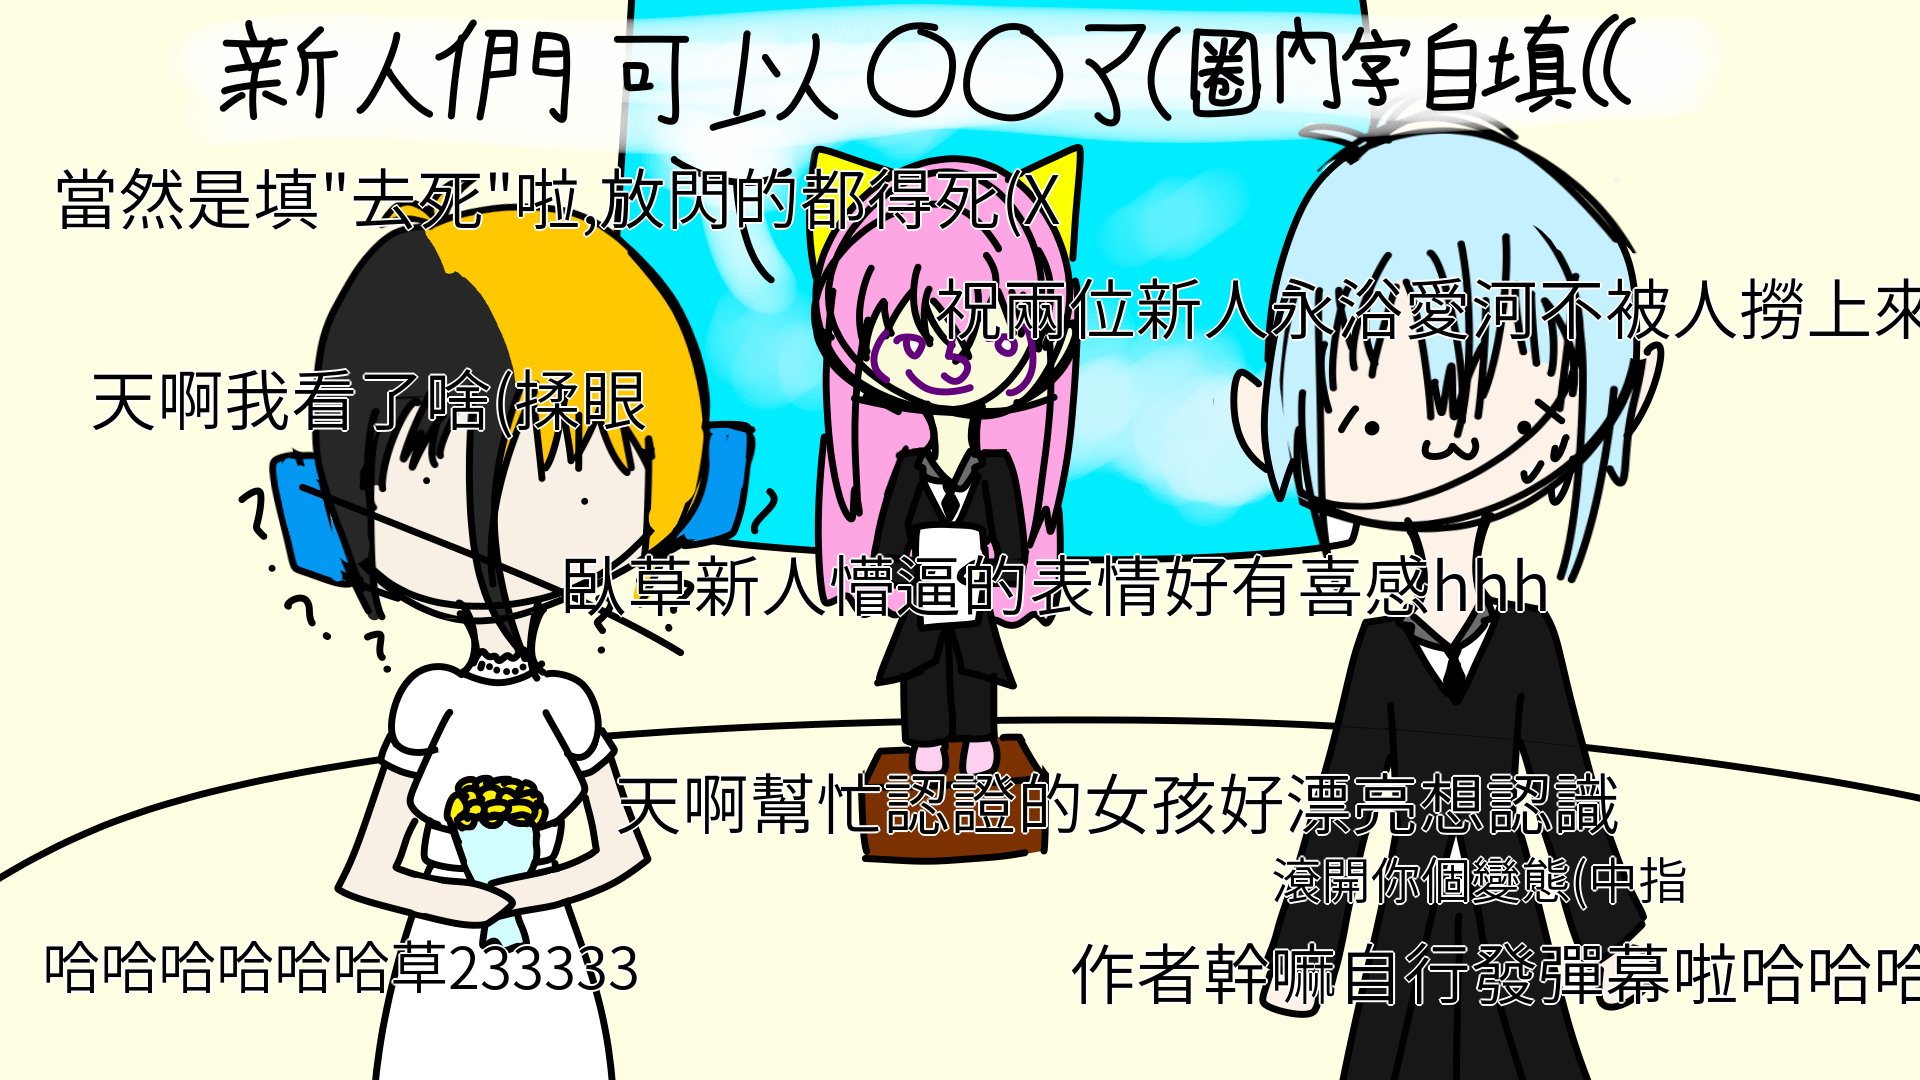 新人們 可以〇〇了(圈內字自填((
當然是填"去死"啦,放閃的都得死(X
祝兩位新人永浴愛河不被人撈上來
天啊我看了啥(揉眼
臥草新人懵逼的表情好有喜感hhh
天啊幫忙認證的女孩好漂亮想認識
滾開你個變態(中指
哈哈哈哈哈哈草233333
作者幹嘛自行發彈幕啦哈哈哈